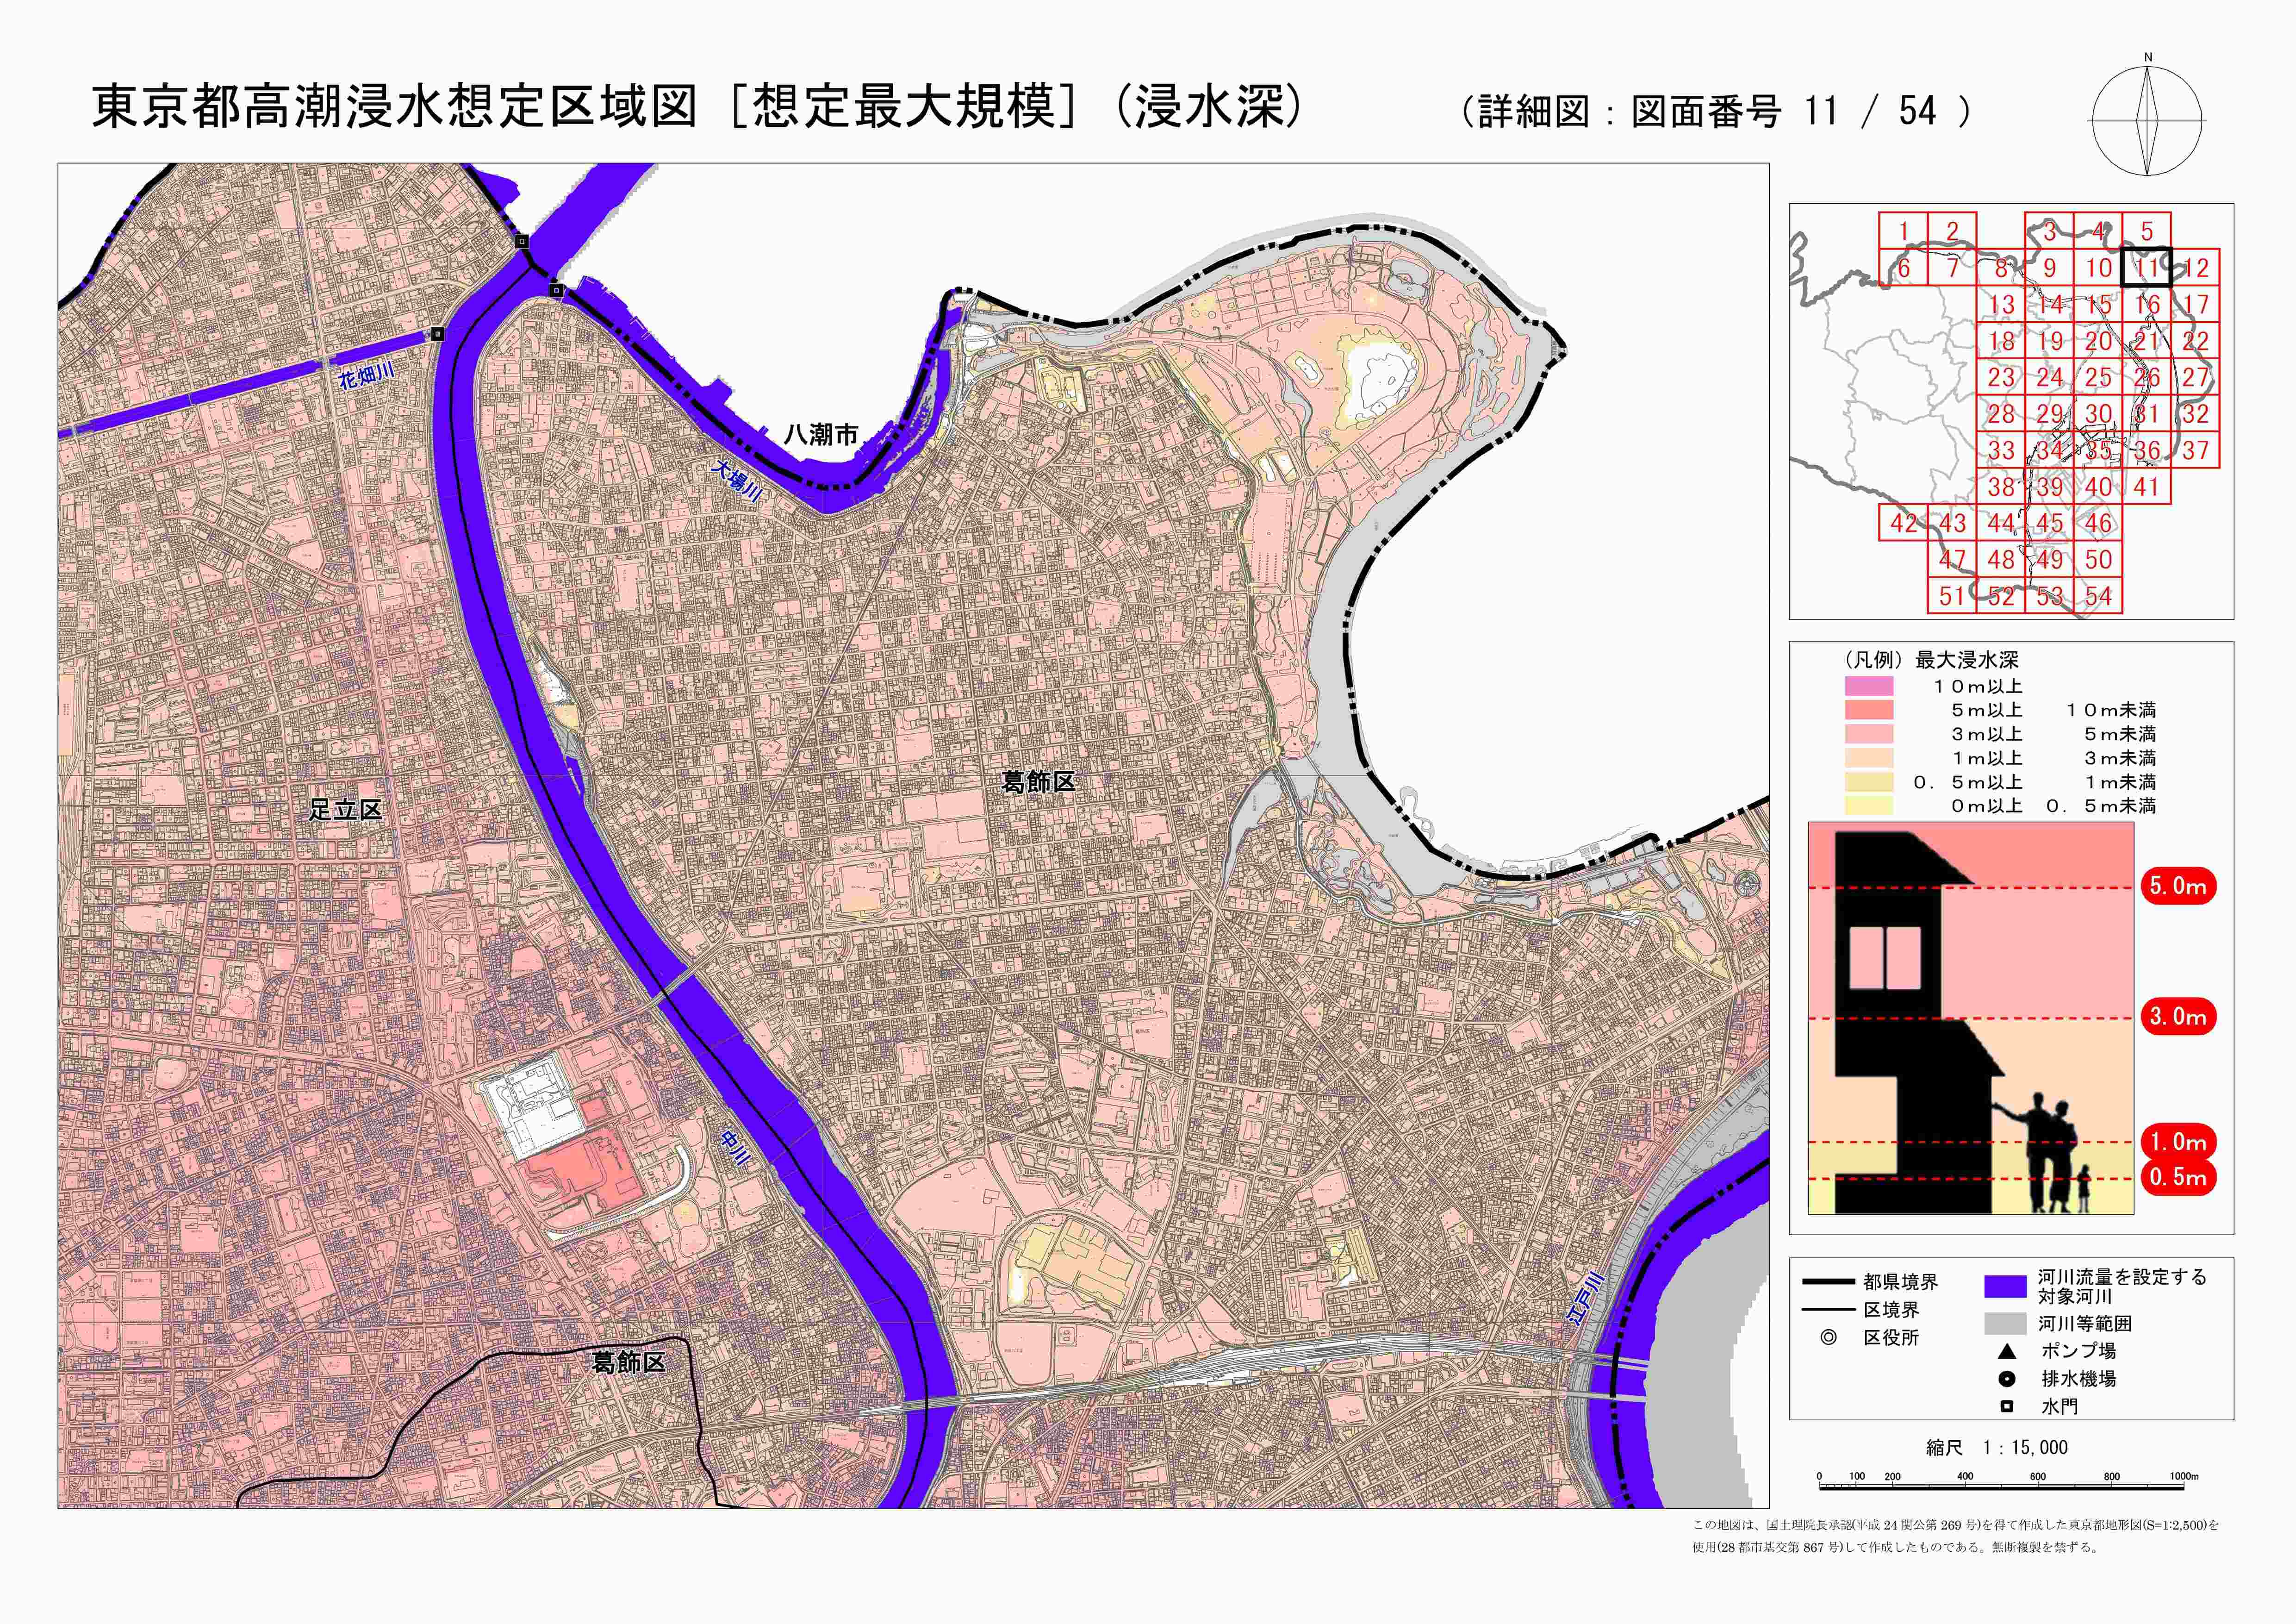 東京都高潮浸水想定区域図［想定最大規模］（浸水深）
（詳細図：図面番号 11 / 54 ）
N
花畑川
八潮市
大場川
葛飾区
足立区
中川
江戸川
葛飾区
1 2 3 4 5
6 7 8 9 10 11 12
13 14 15 16 17
18 19 20 21 22
23 24 25 26 27
28 29 30 31 32
33 34 35 36 37
38 39 40 41
42 43 44 45 46
47 48 49 50
51 52 53 54
（凡例）最大浸水深
１０ｍ以上
５ｍ以上 １０ｍ未満
３ｍ以上 ５ｍ未満
１ｍ以上 ３ｍ未満
０．５ｍ以上 １ｍ未満
０ｍ以上 ０．５ｍ未満
5.0m
3.0m
1.0m
0.5m
都県境界
区境界
区役所
河川流量を設定する
対象河川
河川等範囲
ポンプ場
排水機場
水門
縮尺 1：15,000
0 100 200 400 600 800 1000m
この地図は、国土地理院長承認(平成 24 関公第 269 号)を得て作成した東京都地形図(S=1:2,500)を
使用(28 都市基交第 867 号)して作成したものである。無断複製を禁ずる。